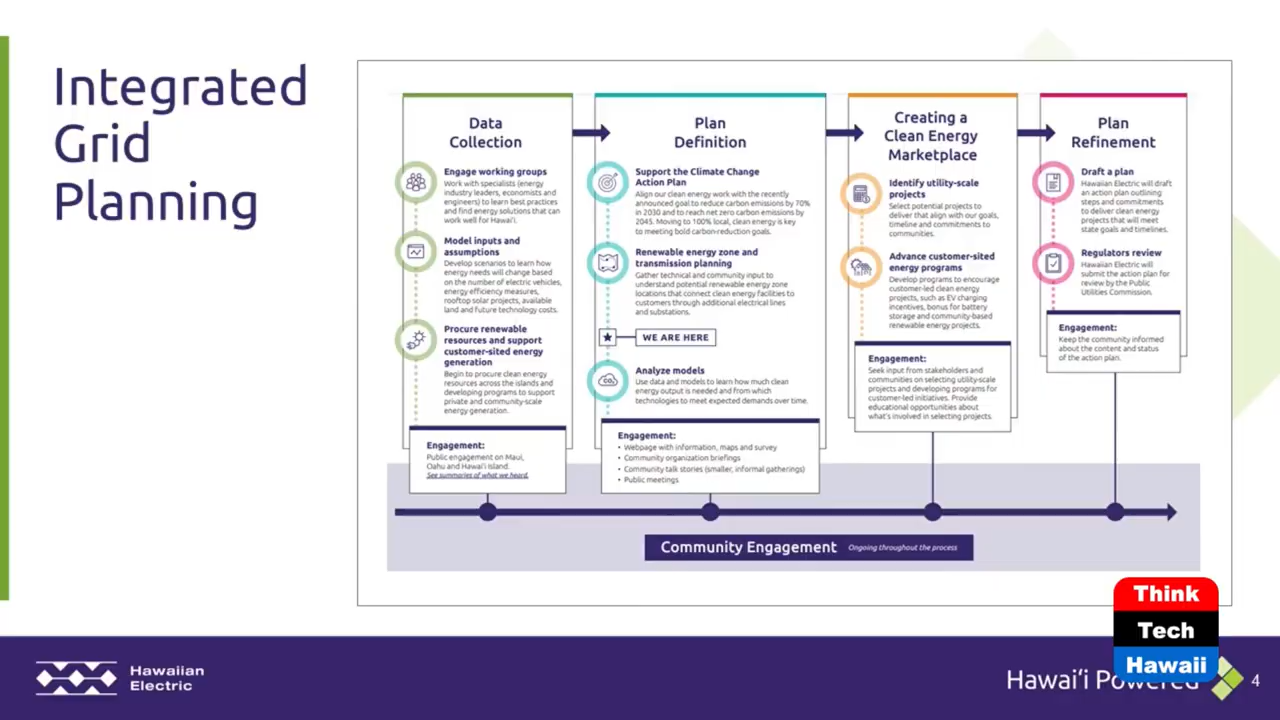 Integrated
Grid
Planning
Data
Collection
Engage working groups
Work with specialists (energy
industry leaders, economists and
engineers) to learn best practices
and find energy solutions that can
work well for Hawai'i.
Model inputs and
assumptions
Develop scenarios to learn how
energy needs will change based
on the number of electric vehicles,
energy efficiency measures,
rooftop solar projects, available
land and future technology costs.
Procure renewable
resources and support
customer-sited energy
generation
Begin to procure clean energy
resources across the islands and
developing programs to support
private and community-scale
energy generation.
Engagement:
Public engagement on Maui,
Oahu and Hawai'i Island.
See summaries of what we heard.
Plan
Definition
Support the Climate Change
Action Plan
Align our clean energy work with the recently
announced goal to reduce carbon emissions by 70%
in 2030 and to reach net zero carbon emissions by
2045. Moving to 100% local, clean energy is key
to meeting bold carbon-reduction goals.
Renewable energy zone and
transmission planning
Gather technical and community input to
understand potential renewable energy zone
locations that connect clean energy facilities to
customers through additional electrical lines
and substations.
WE ARE HERE
Analyze models
Use data and models to learn how much clean
energy output is needed and from which
technologies to meet expected demands over time.
CO₂
Engagement:
• Webpage with information, maps and survey
• Community organization briefings
• Community talk stories (smaller, informal gatherings)
• Public meetings
Creating a
Clean Energy
Marketplace
Identify utility-scale
projects
Select potential projects to
deliver that align with our goals,
timeline and commitments to
communities.
Advance customer-sited
energy programs
Develop programs to encourage
customer-led clean energy
projects, such as EV charging
incentives, bonus for battery
storage and community-based
renewable energy projects.
Engagement:
Seek input from stakeholders and
communities on selecting utility-scale
projects and developing programs for
customer-led initiatives. Provide
educational opportunities about
what's involved in selecting projects.
Plan
Refinement
Draft a plan
Hawaiian Electric will draft
an action plan outlining
steps and commitments
to deliver clean energy
projects that will meet
state goals and timelines.
Regulators review
Hawaiian Electric will
submit the action plan for
review by the Public
Utilities Commission.
Engagement:
Keep the community informed
about the content and status
of the action plan.
Community Engagement Ongoing throughout the process
Think
Tech
Hawaii
Hawaiian
Electric
Hawai'i Powered
4